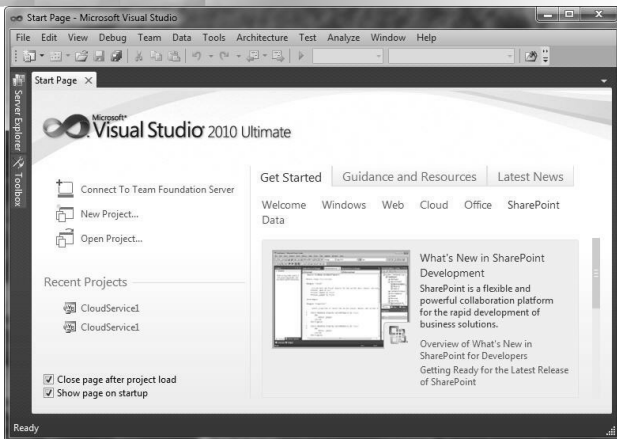 Start Page - Microsoft Visual Studio
File Edit View Debug Team Data Tools Architecture Test Analyze Window Help
Start Page
Server Explorer
Toolbox
Microsoft®
Visual Studio 2010 Ultimate
Connect To Team Foundation Server
New Project...
Open Project...
Recent Projects
CloudService1
CloudService1
Close page after project load
Show page on startup
Get Started Guidance and Resources Latest News
Welcome Windows Web Cloud Office SharePoint
Data
What's New in SharePoint
Development
SharePoint is a flexible and
powerful collaboration platform
for the rapid development of
business solutions.
Overview of What's New in
SharePoint for Developers
Getting Ready for the Latest Release
of SharePoint
Ready